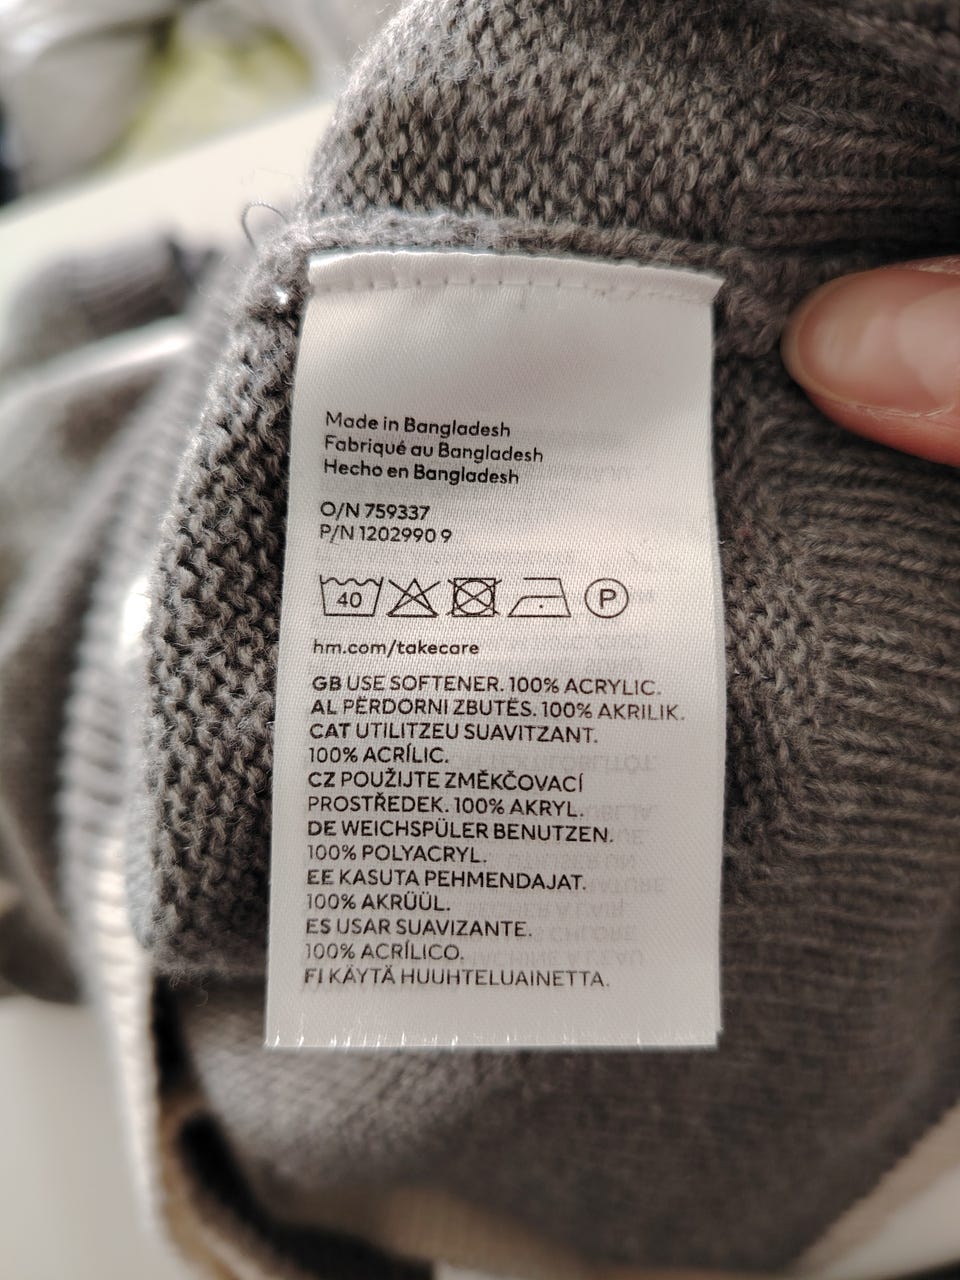 Made in Bangladesh
Fabriqué au Bangladesh
Hecho en Bangladesh
O/N 759337
P/N 1202990 9
40 P
hm.com/takecare
GB USE SOFTENER. 100% ACRYLIC.
AL PËRDORNI ZBUTËS. 100% AKRILIK.
CAT UTILITZEU SUAVITZANT.
100% ACRÍLIC.
CZ POUŽIJTE ZMĚKČOVACÍ
PROSTŘEDEK. 100% AKRYL.
DE WEICHSPÜLER BENUTZEN.
100% POLYACRYL.
EE KASUTA PEHMENDAJAT.
100% AKRÜÜL.
ES USAR SUAVIZANTE.
100% ACRÍLICO.
FI KÄYTÄ HUUHTELUAINETTA.